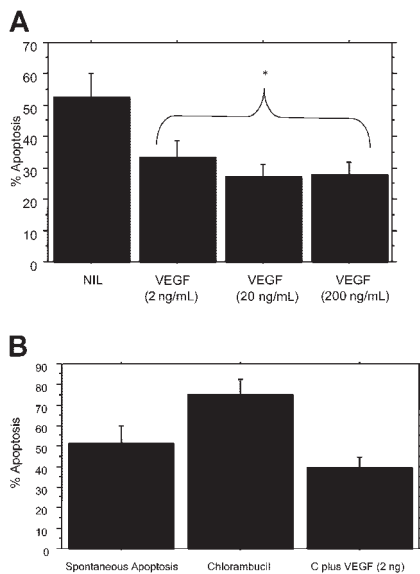 A
70
60
50
40
30
20
10
0
% Apoptosis
*
NIL
VEGF
(2 ng/mL)
VEGF
(20 ng/mL)
VEGF
(200 ng/mL)
B
90
80
70
60
50
40
30
20
10
0
% Apoptosis
Spontaneous Apoptosis
Chlorambucil
C plus VEGF (2 ng)